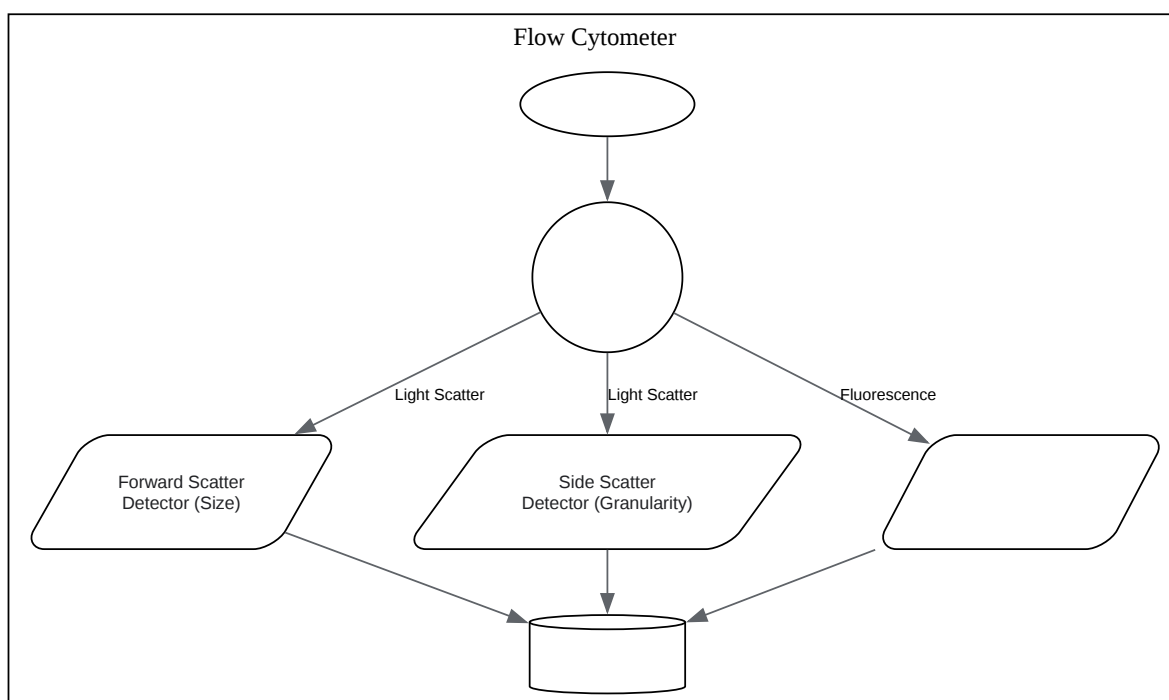 Flow Cytometer
Light Scatter
Light Scatter
Fluorescence
Forward Scatter
Detector (Size)
Side Scatter
Detector (Granularity)